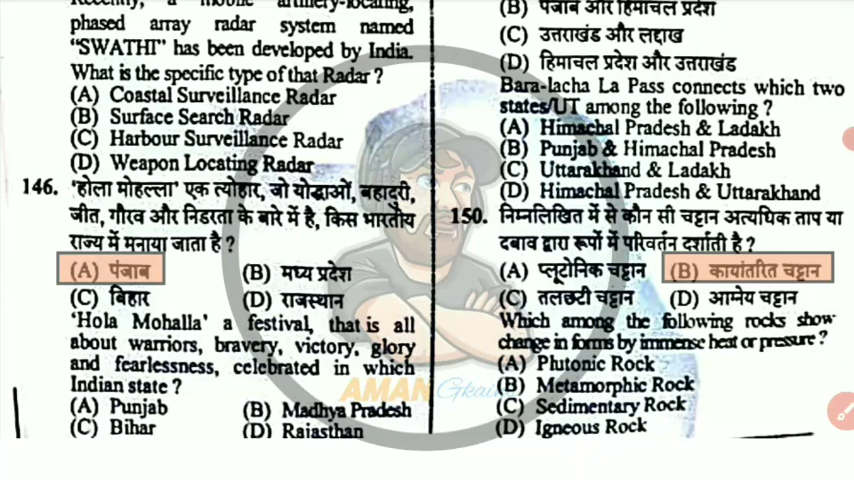 Recently, a mobile artillery-locating,
phased array radar system named
“SWATHI” has been developed by India.
What is the specific type of that Radar ?
(A) Coastal Surveillance Radar
(B) Surface Search Radar
(C) Harbour Surveillance Radar
(D) Weapon Locating Radar
146. 'होला मोहल्ला' एक त्योहार, जो योद्धाओं, बहादुरी,
जीत, गौरव और निडरता के बारे में है, किस भारतीय
राज्य में मनाया जाता है ?
(A) पंजाब (B) मध्य प्रदेश
(C) बिहार (D) राजस्थान
'Hola Mohalla' a festival, that is all
about warriors, bravery, victory, glory
and fearlessness, celebrated in which
Indian state ?
(A) Punjab (B) Madhya Pradesh
(C) Bihar (D) Rajasthan
(B) पंजाब और हिमाचल प्रदेश
(C) उत्तराखंड और लद्दाख
(D) हिमाचल प्रदेश और उत्तराखंड
Bara-lacha La Pass connects which two
states/UT among the following ?
(A) Himachal Pradesh & Ladakh
(B) Punjab & Himachal Pradesh
(C) Uttarakhand & Ladakh
(D) Himachal Pradesh & Uttarakhand
150. निम्नलिखित में से कौन सी चट्टान अत्यधिक ताप या
दबाव द्वारा रूपों में परिवर्तन दर्शाती है ?
(A) प्लूटोनिक चट्टान (B) कायांतरित चट्टान
(C) तलछटी चट्टान (D) आग्नेय चट्टान
Which among the following rocks show
change in forms by immense heat or pressure ?
(A) Plutonic Rock
(B) Metamorphic Rock
(C) Sedimentary Rock
(D) Igneous Rock
AMAN